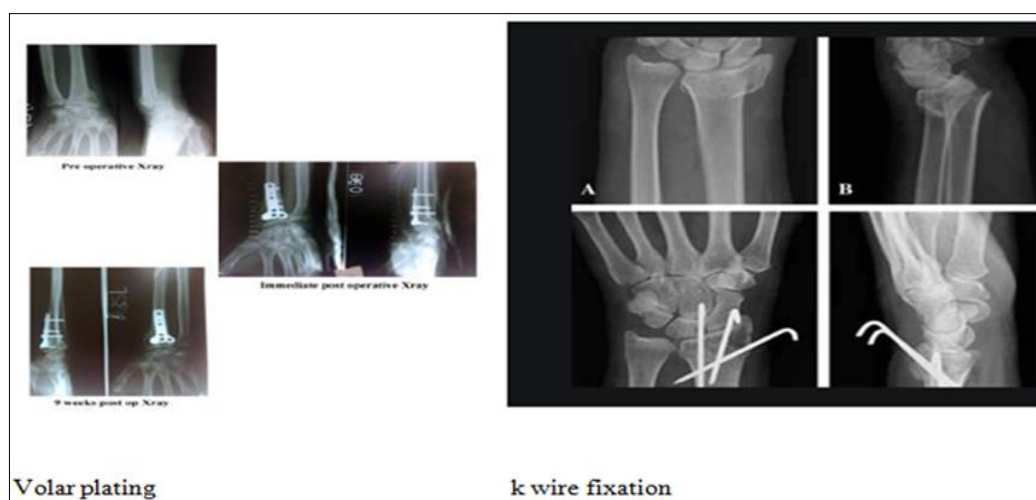 Pre operative Xray
Immediate post operative Xray
9 weeks post op Xray
A
B
Volar plating
k wire fixation